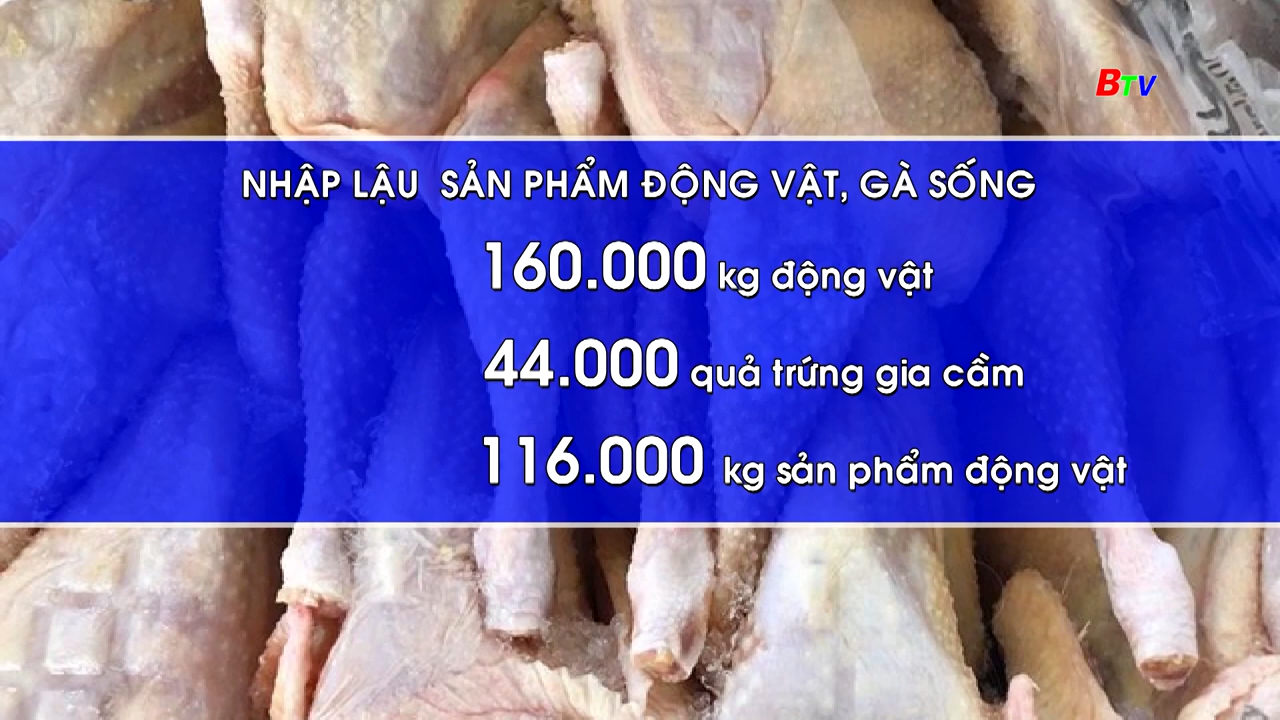 BTV
NHẬP LẬU SẢN PHẨM ĐỘNG VẬT, GÀ SỐNG
160.000 kg động vật
44.000 quả trứng gia cầm
116.000 kg sản phẩm động vật